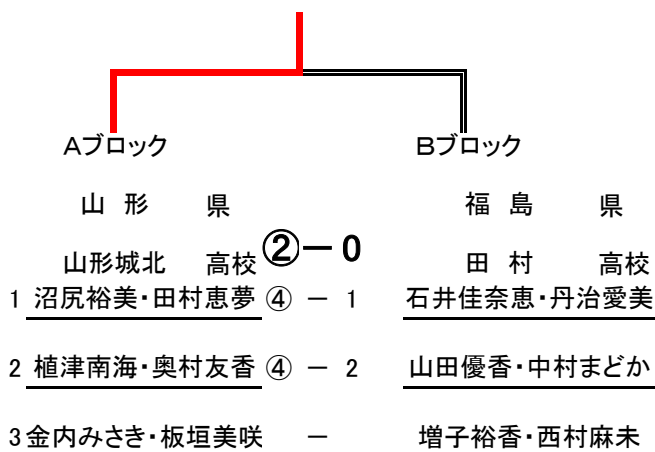 Aブロック Bブロック
山形 県 福島 県
山形城北 高校 ②－0 田村 高校
1 沼尻裕美・田村恵夢 ④ － 1 石井佳奈恵・丹治愛美
2 植津南海・奥村友香 ④ － 2 山田優香・中村まどか
3 金内みさき・板垣美咲 － 増子裕香・西村麻未